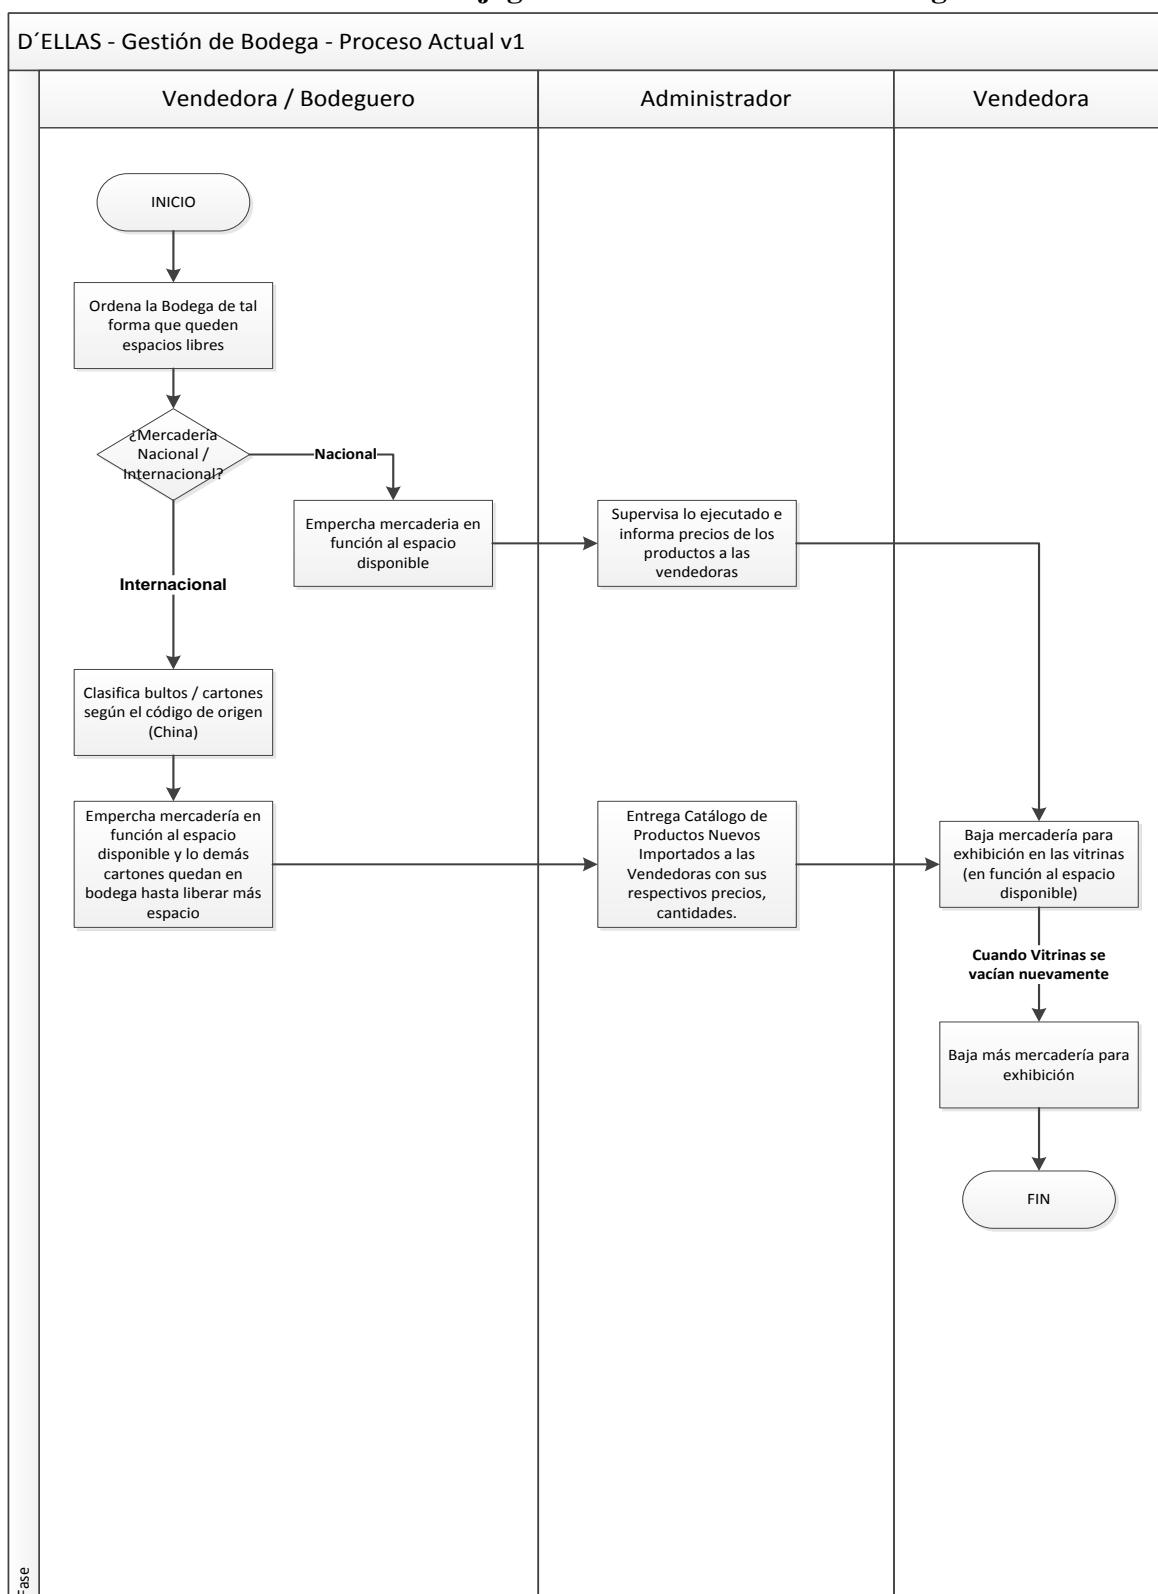 D´ELLAS - Gestión de Bodega - Proceso Actual v1
Vendedora / Bodeguero
Administrador
Vendedora
INICIO
Ordena la Bodega de tal
forma que queden
espacios libres
¿Mercadería
Nacional /
Internacional?
Nacional
Empercha mercaderia en
función al espacio
disponible
Supervisa lo ejecutado e
informa precios de los
productos a las
vendedoras
Internacional
Clasifica bultos / cartones
según el código de origen
(China)
Empercha mercadería en
función al espacio
disponible y lo demás
cartones quedan en
bodega hasta liberar más
espacio
Entrega Catálogo de
Productos Nuevos
Importados a las
Vendedoras con sus
respectivos precios,
cantidades.
Baja mercadería para
exhibición en las vitrinas
(en función al espacio
disponible)
Cuando Vitrinas se
vacían nuevamente
Baja más mercadería para
exhibición
FIN
Fase